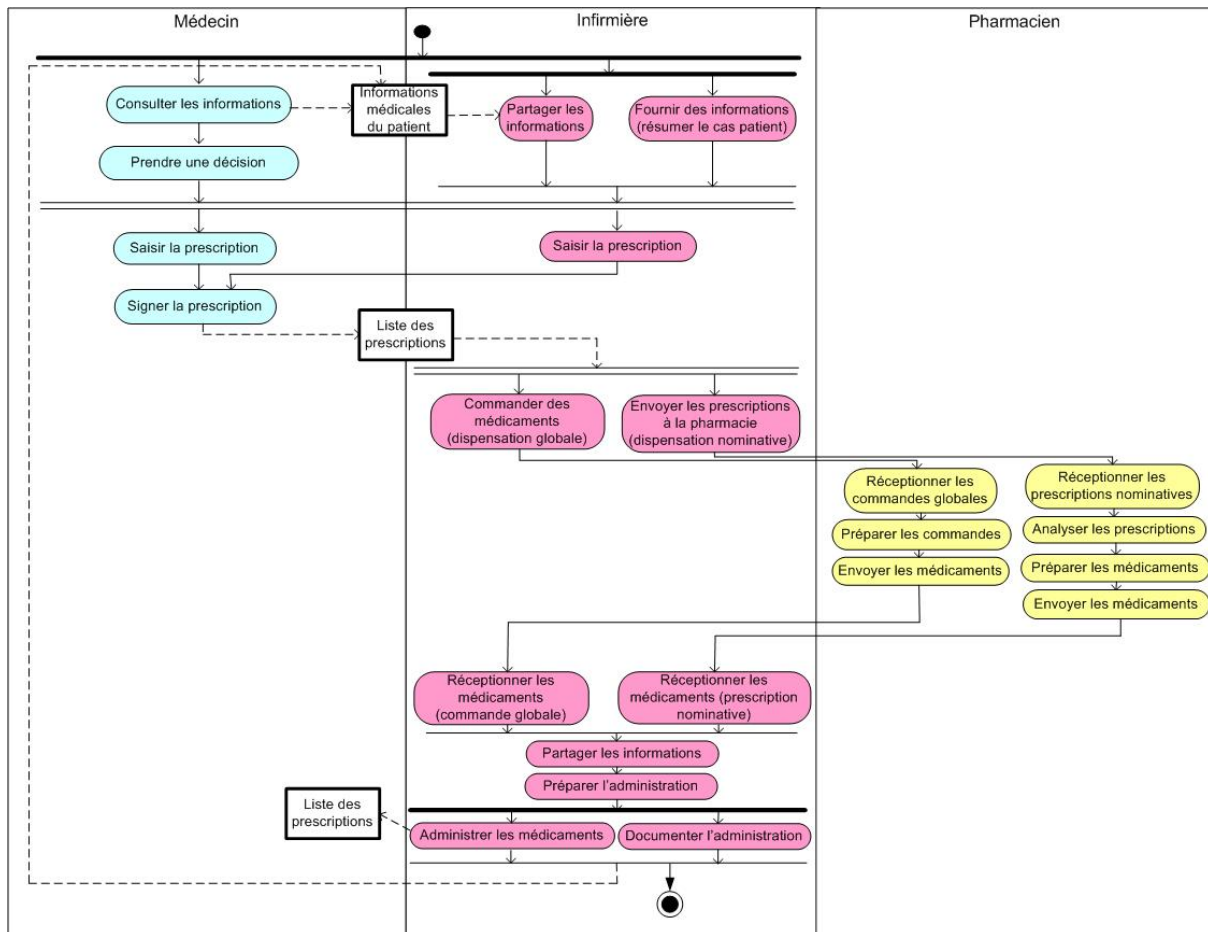 Médecin
Infirmière
Pharmacien
Consulter les informations
Informations
médicales
du patient
Partager les
informations
Fournir des informations
(résumer le cas patient)
Prendre une décision
Saisir la prescription
Saisir la prescription
Signer la prescription
Liste des
prescriptions
Commander des
médicaments
(dispensation globale)
Envoyer les prescriptions
à la pharmacie
(dispensation nominative)
Réceptionner les
commandes globales
Réceptionner les
prescriptions nominatives
Préparer les commandes
Analyser les prescriptions
Envoyer les médicaments
Préparer les médicaments
Envoyer les médicaments
Réceptionner les
médicaments
(commande globale)
Réceptionner les
médicaments (prescription
nominative)
Partager les informations
Préparer l'administration
Liste des
prescriptions
Administrer les médicaments
Documenter l'administration